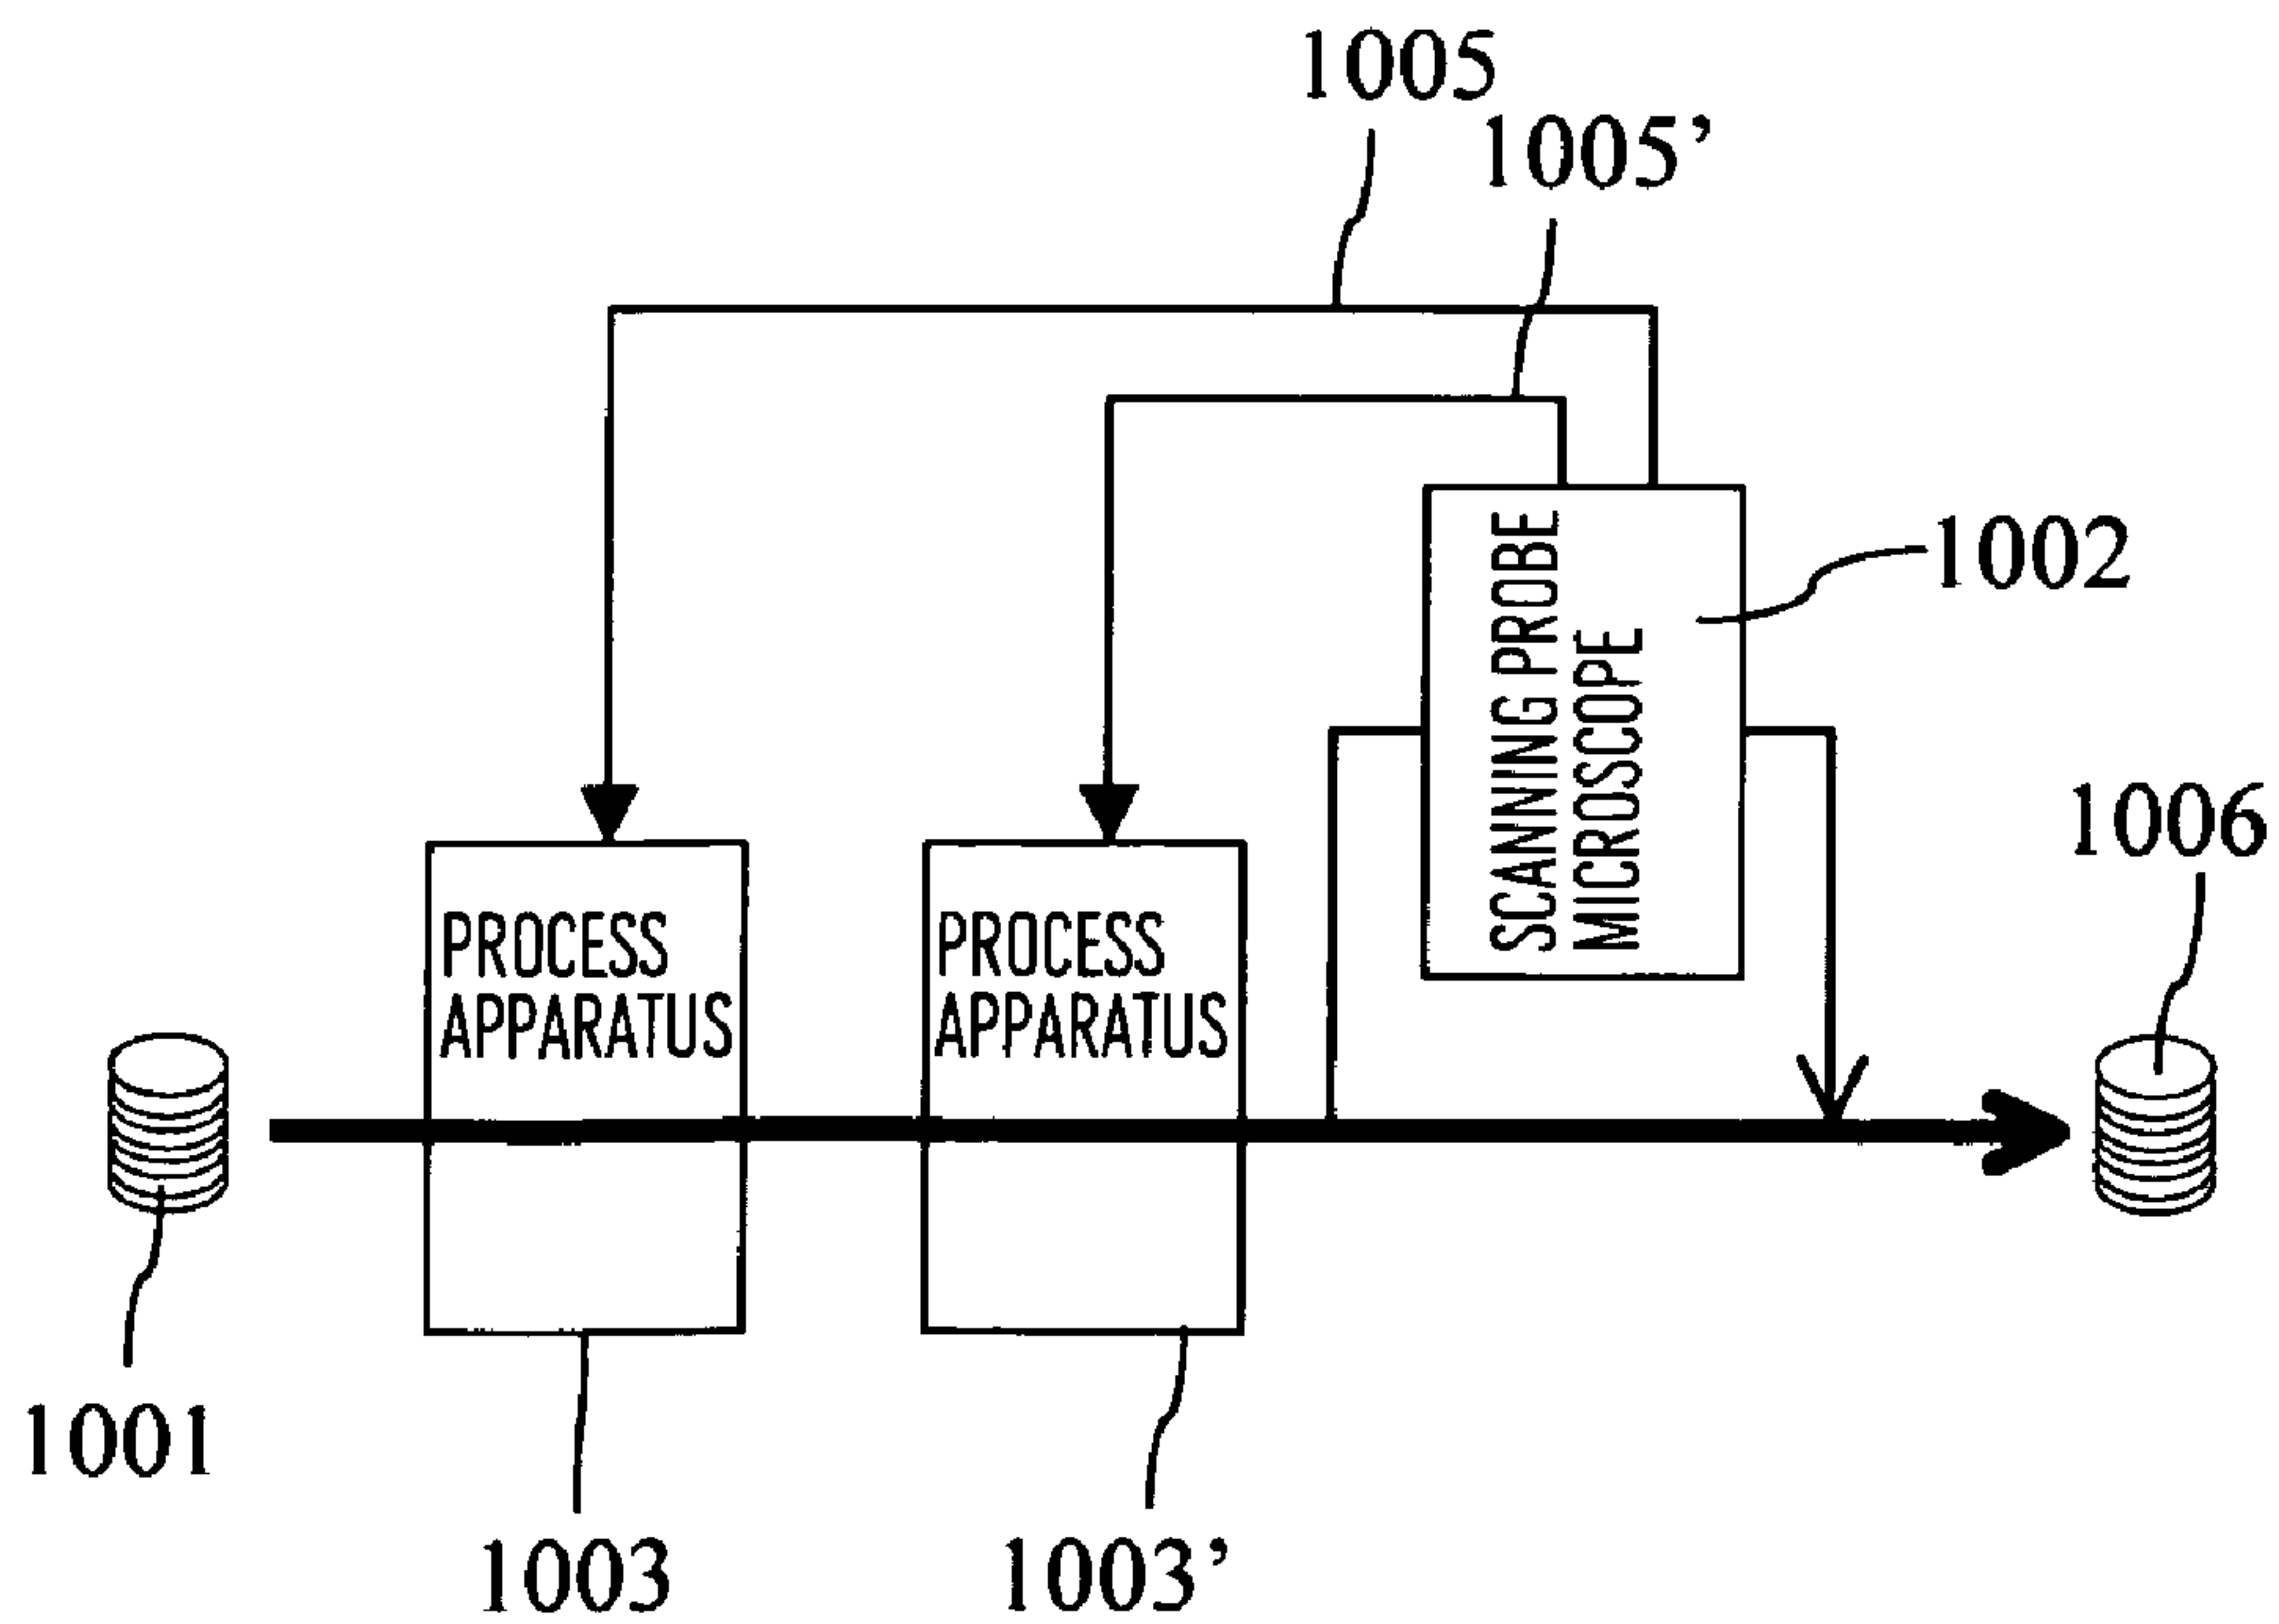 1005
1005’
SCANNING PROBE
MICROSCOPE
1002
1006
PROCESS
APPARATUS
PROCESS
APPARATUS
1001
1003
1003’